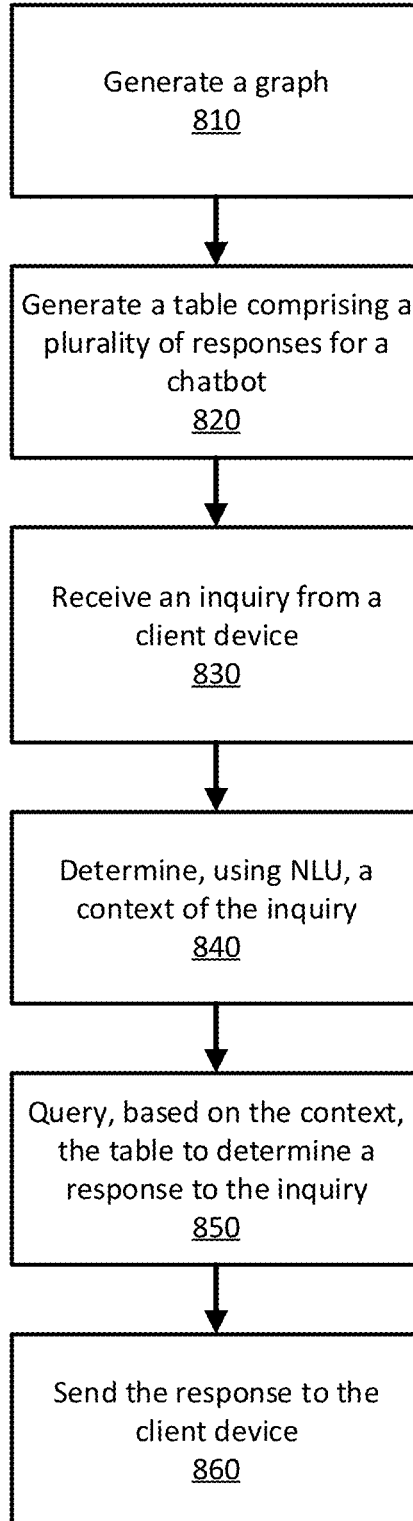 Generate a graph
810
Generate a table comprising a
plurality of responses for a
chatbot
820
Receive an inquiry from a
client device
830
Determine, using NLU, a
context of the inquiry
840
Query, based on the context,
the table to determine a
response to the inquiry
850
Send the response to the
client device
860